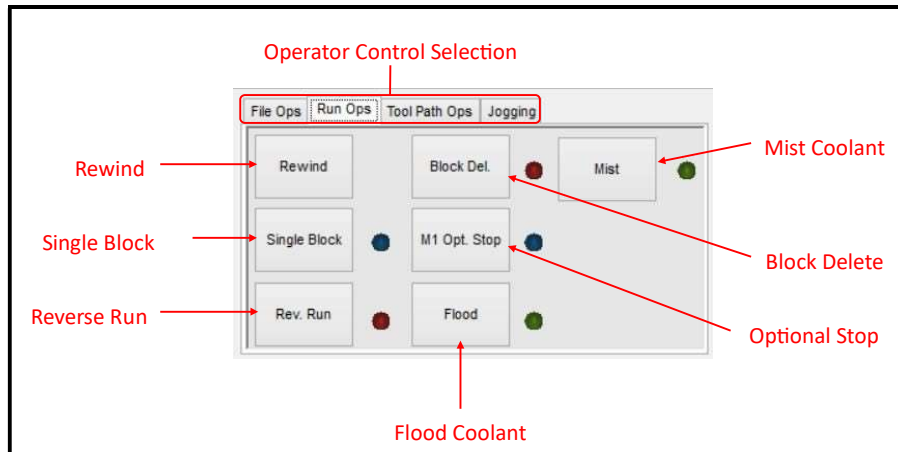 Operator Control Selection
File Ops Run Ops Tool Path Ops Jogging
Rewind
Rewind
Block Del.
Mist
Mist Coolant
Single Block
Single Block
M1 Opt. Stop
Block Delete
Reverse Run
Rev. Run
Flood
Optional Stop
Flood Coolant